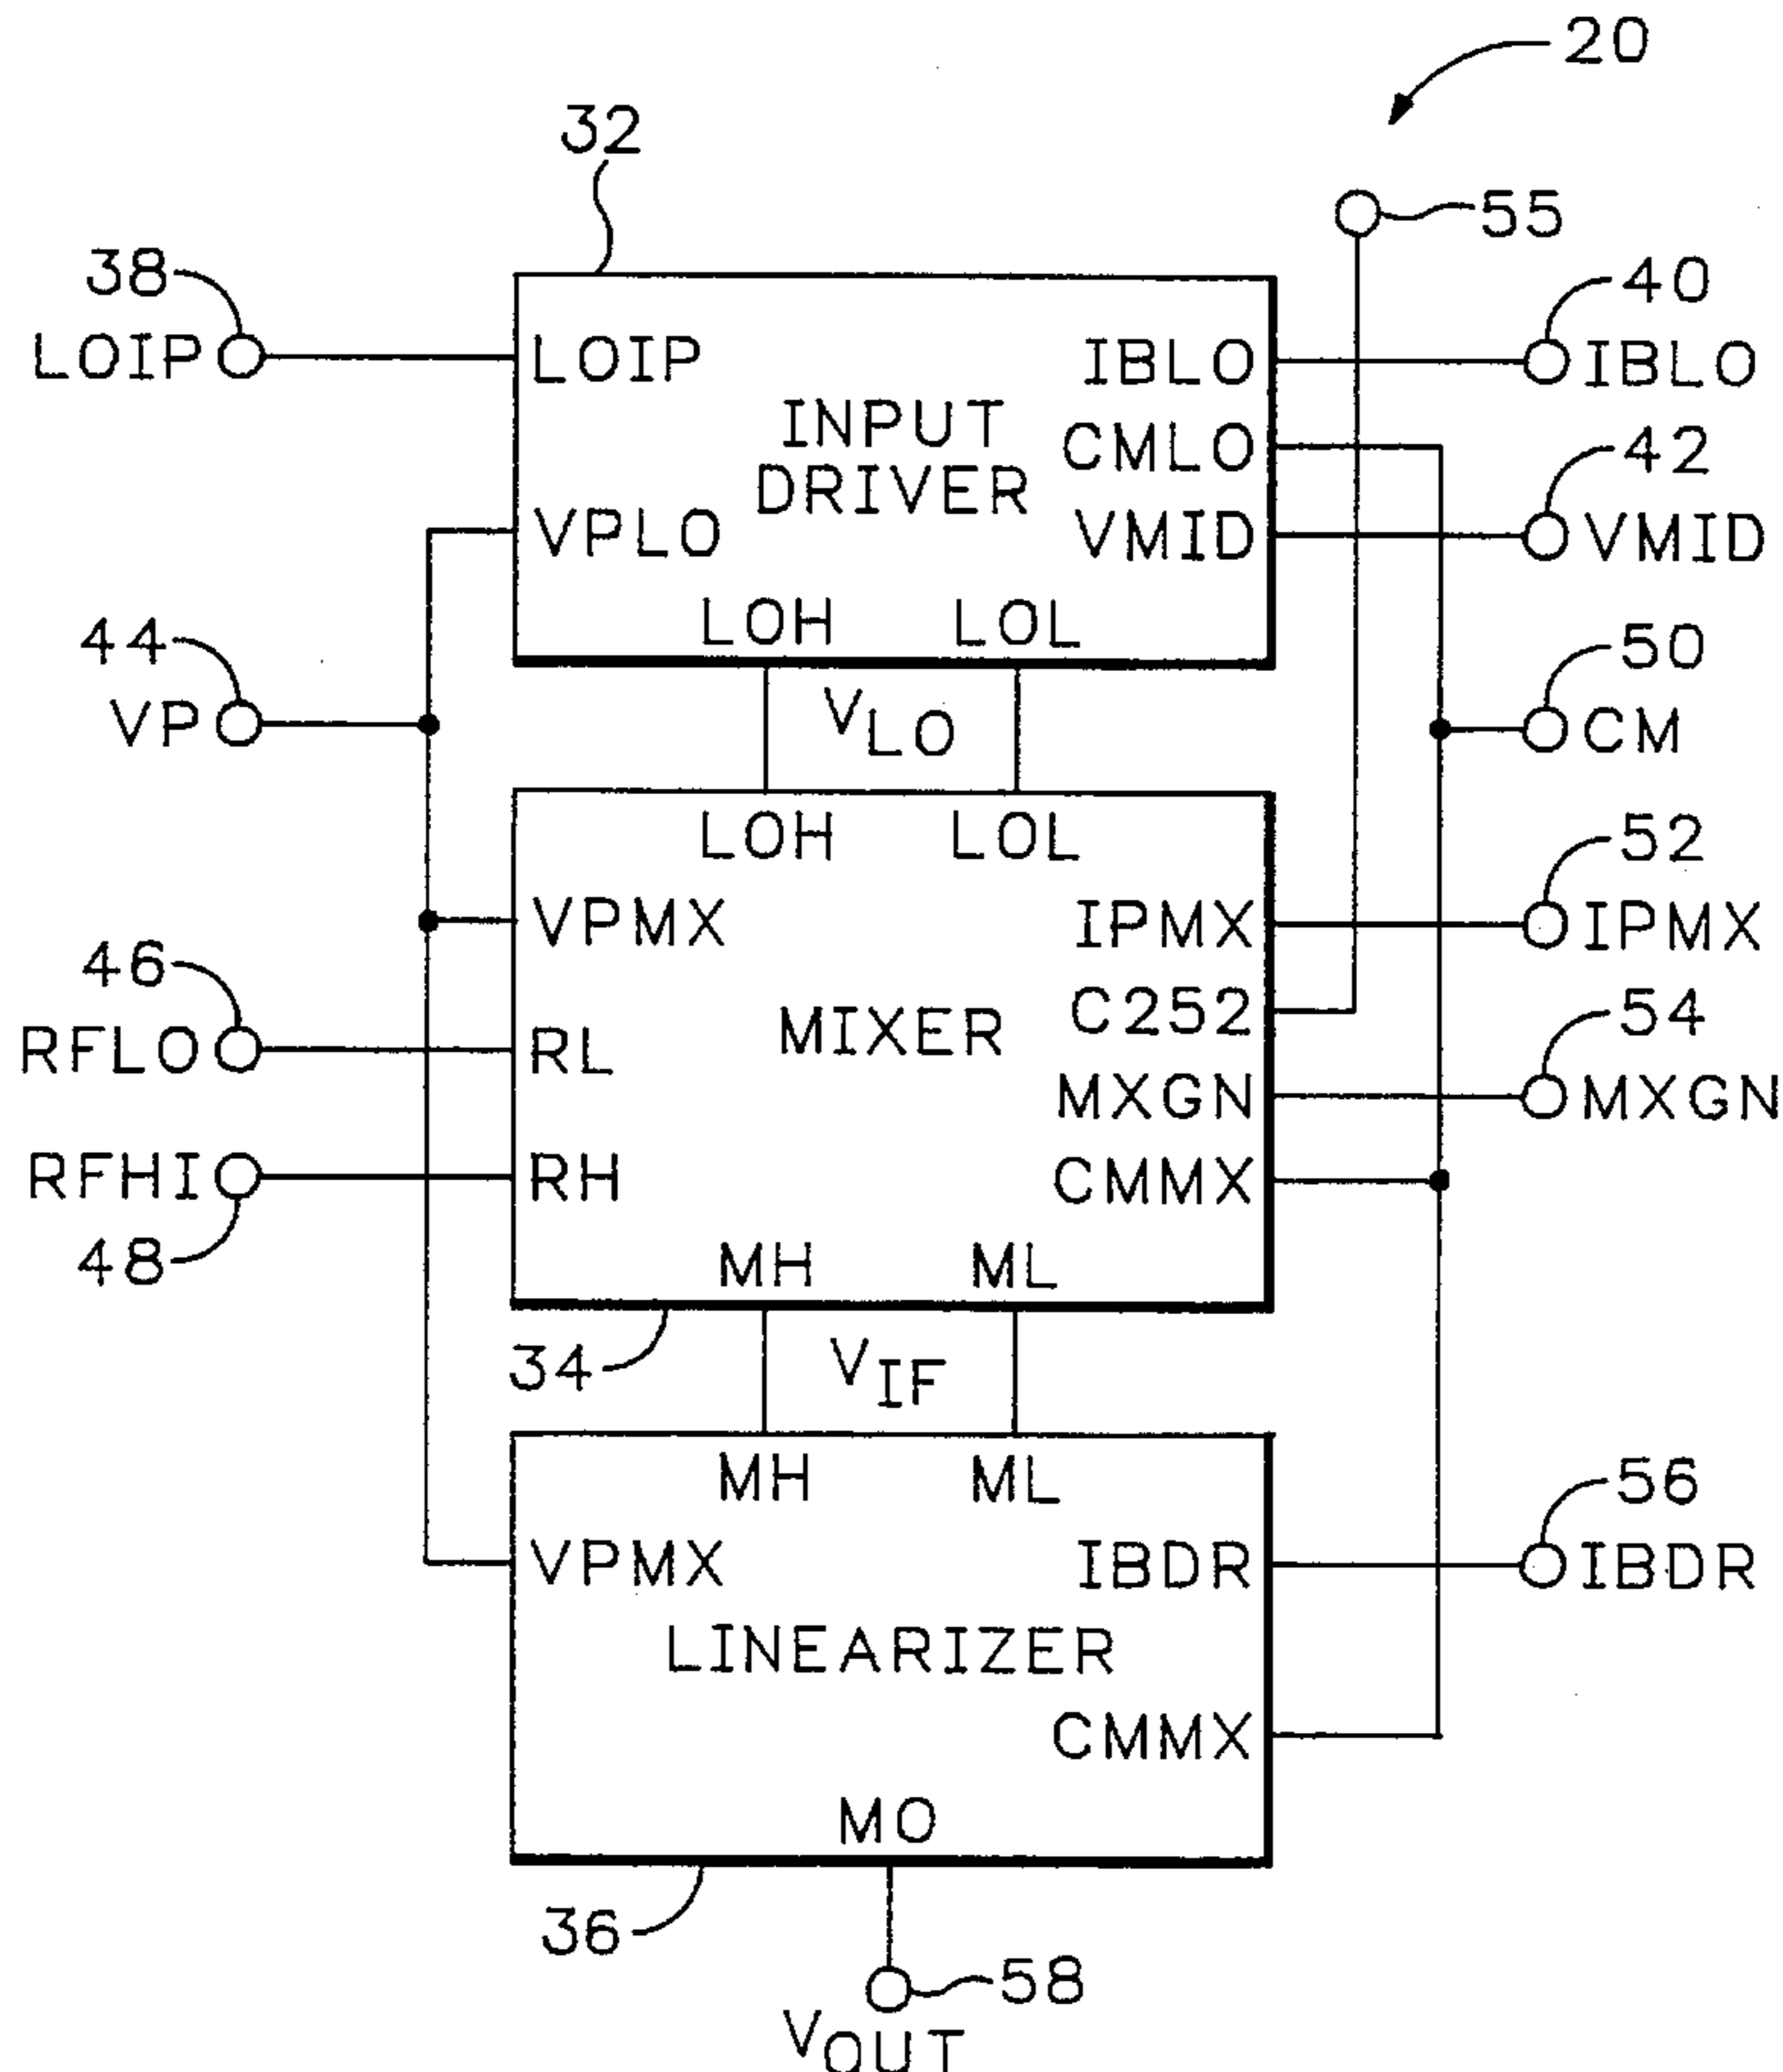 20
32
55
38
40
LOIP
LOIP
IBLO
IBLO
INPUT
DRIVER
CMLO
42
VPLO
VMID
VMID
LOH
LOL
44
50
VP
VLO
CM
LOH
LOL
52
VPMX
IPMX
IPMX
46
C252
54
RFLO
RL
MIXER
MXGN
MXGN
RFHI
RH
CMMX
48
MH
ML
34
VIF
MH
ML
56
VPMX
IBDR
IBDR
LINEARIZER
CMMX
MO
36
58
VOUT